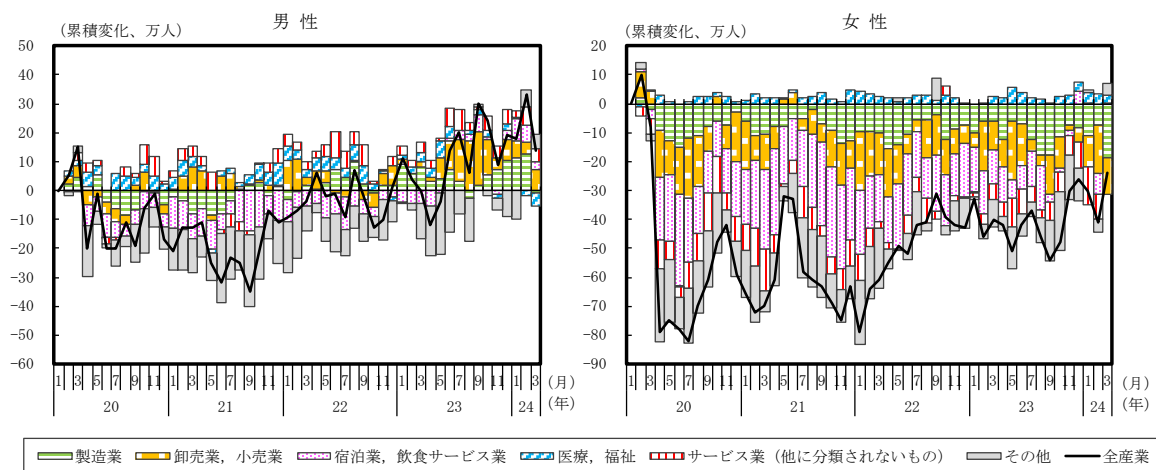 男 性
(累積変化、万人)
50
40
30
20
10
0
−10
−20
−30
−40
−50
−60
1 3 5 7 9 11 1 3 5 7 9 11 1 3 5 7 9 11 1 3 5 7 9 11 1 3 (月)
20 21 22 23 24 (年)
女 性
(累積変化、万人)
20
10
0
−10
−20
−30
−40
−50
−60
−70
−80
−90
1 3 5 7 9 11 1 3 5 7 9 11 1 3 5 7 9 11 1 3 5 7 9 11 1 3 (月)
20 21 22 23 24 (年)
製造業 卸売業，小売業 宿泊業，飲食サービス業 医療，福祉 サービス業（他に分類されないもの） その他 全産業